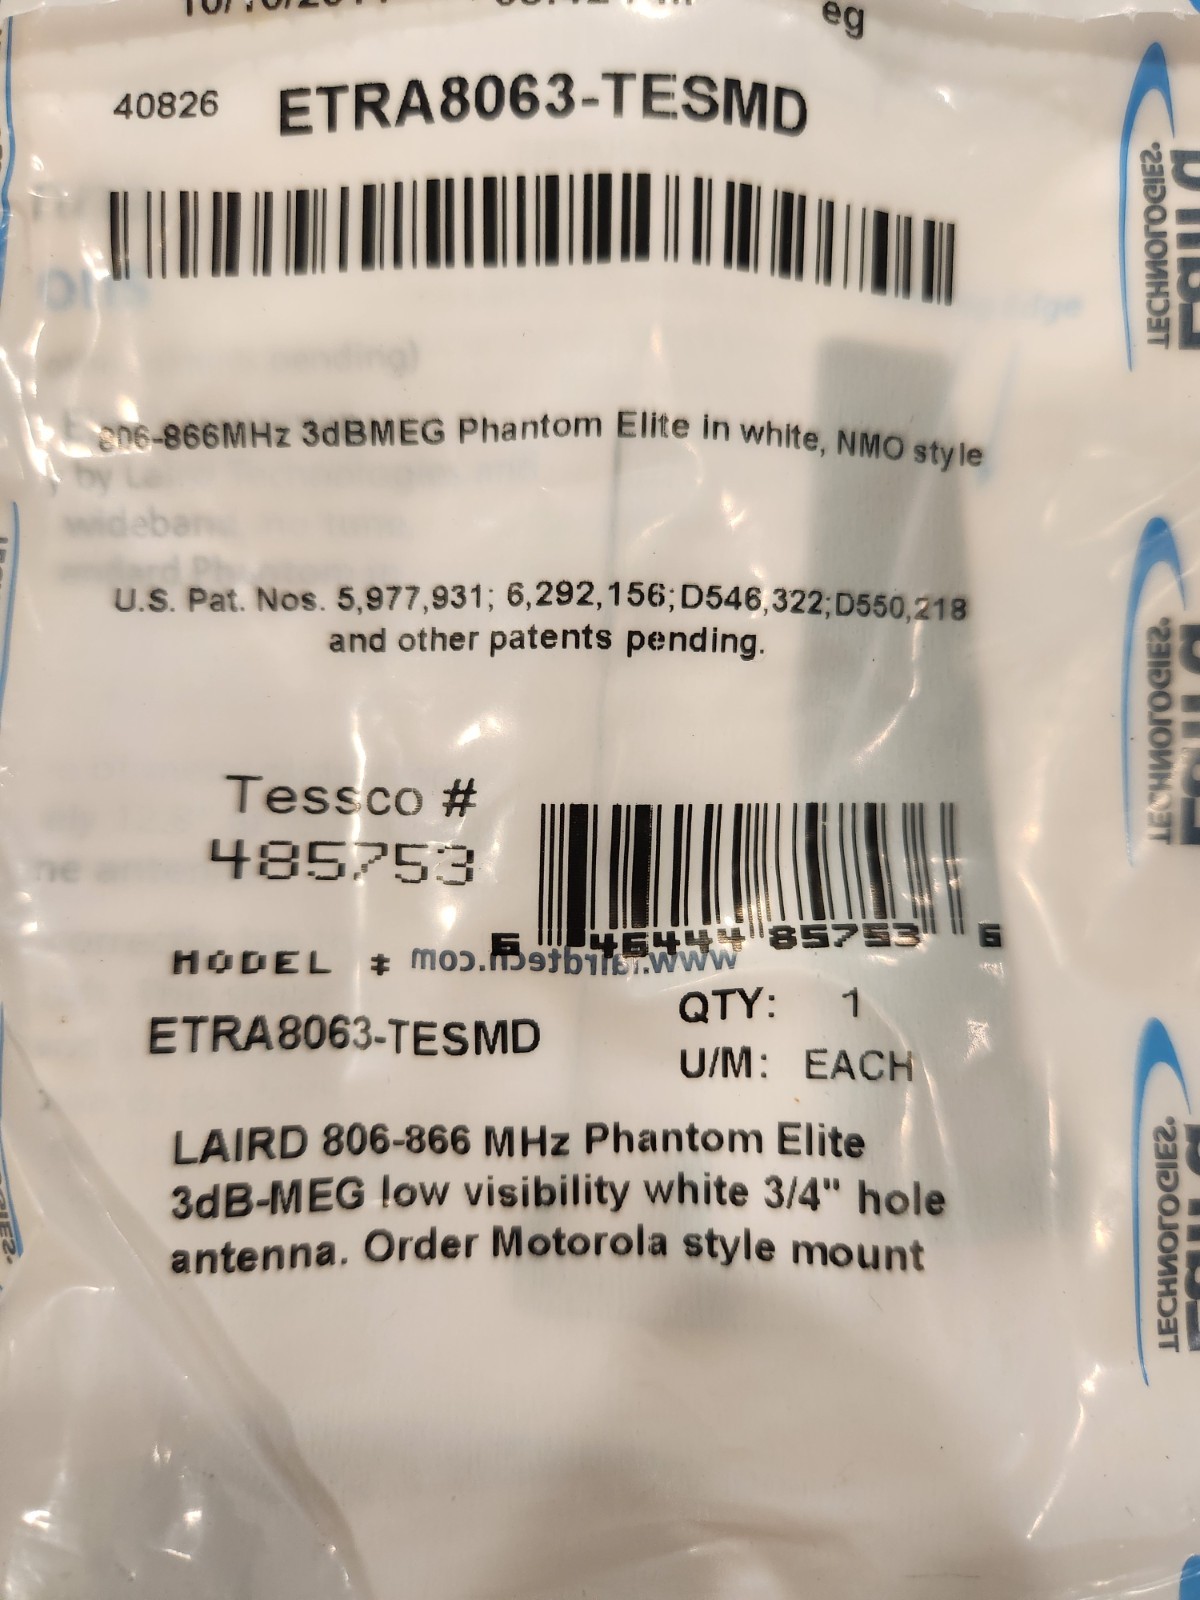 eg
40826 ETRA8063-TESMD
806-866MHz 3dBMEG Phantom Elite in white, NMO style
U.S. Pat. Nos. 5,977,931; 6,292,156;D546,322;D550,218
and other patents pending.
Tessco #
485753
6 46444 85753 6
MODEL #
www.lairdtech.com
ETRA8063-TESMD
QTY: 1
U/M: EACH
LAIRD 806-866 MHz Phantom Elite
3dB-MEG low visibility white 3/4" hole
antenna. Order Motorola style mount
Laird
TECHNOLOGIES
Laird
TECHNOLOGIES
Laird
TECHNOLOGIES